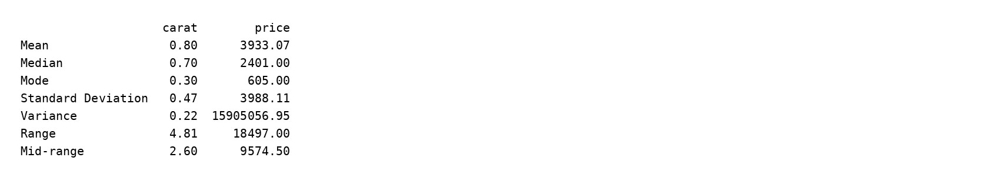 carat price
Mean 0.80 3933.07
Median 0.70 2401.00
Mode 0.30 605.00
Standard Deviation 0.47 3988.11
Variance 0.22 15905056.95
Range 4.81 18497.00
Mid-range 2.60 9574.50